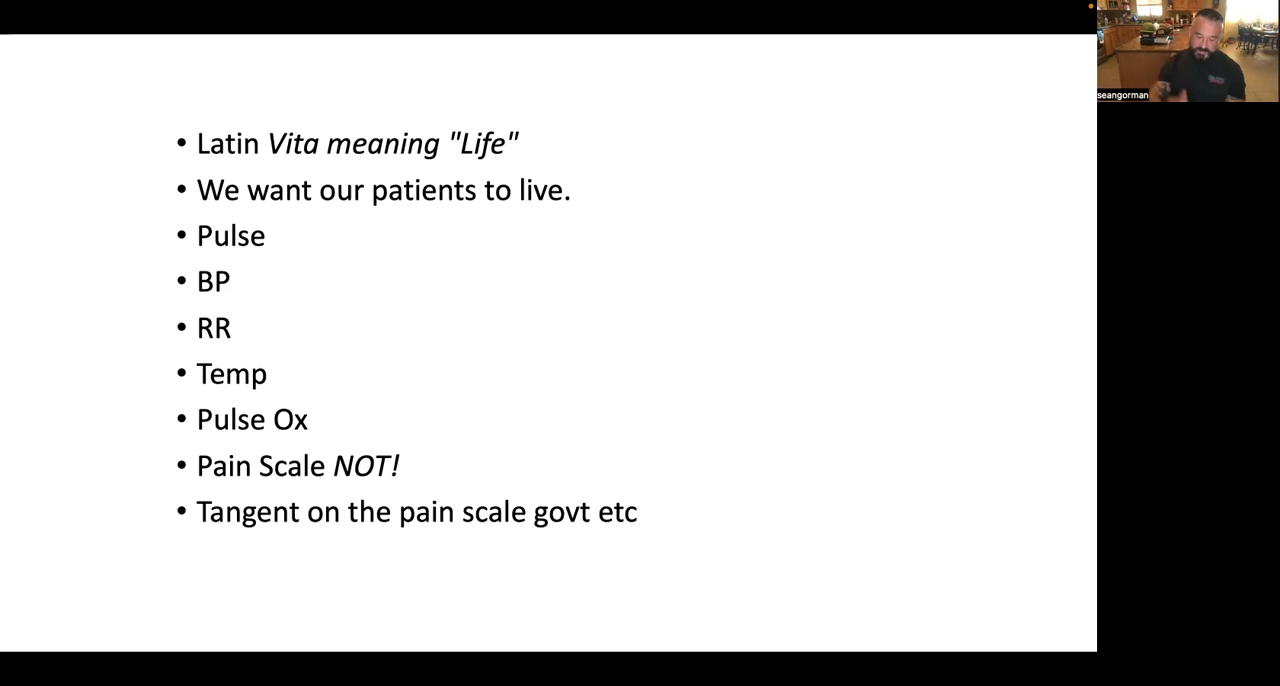 • Latin Vita meaning "Life"
• We want our patients to live.
• Pulse
• BP
• RR
• Temp
• Pulse Ox
• Pain Scale NOT!
• Tangent on the pain scale govt etc
seangorman